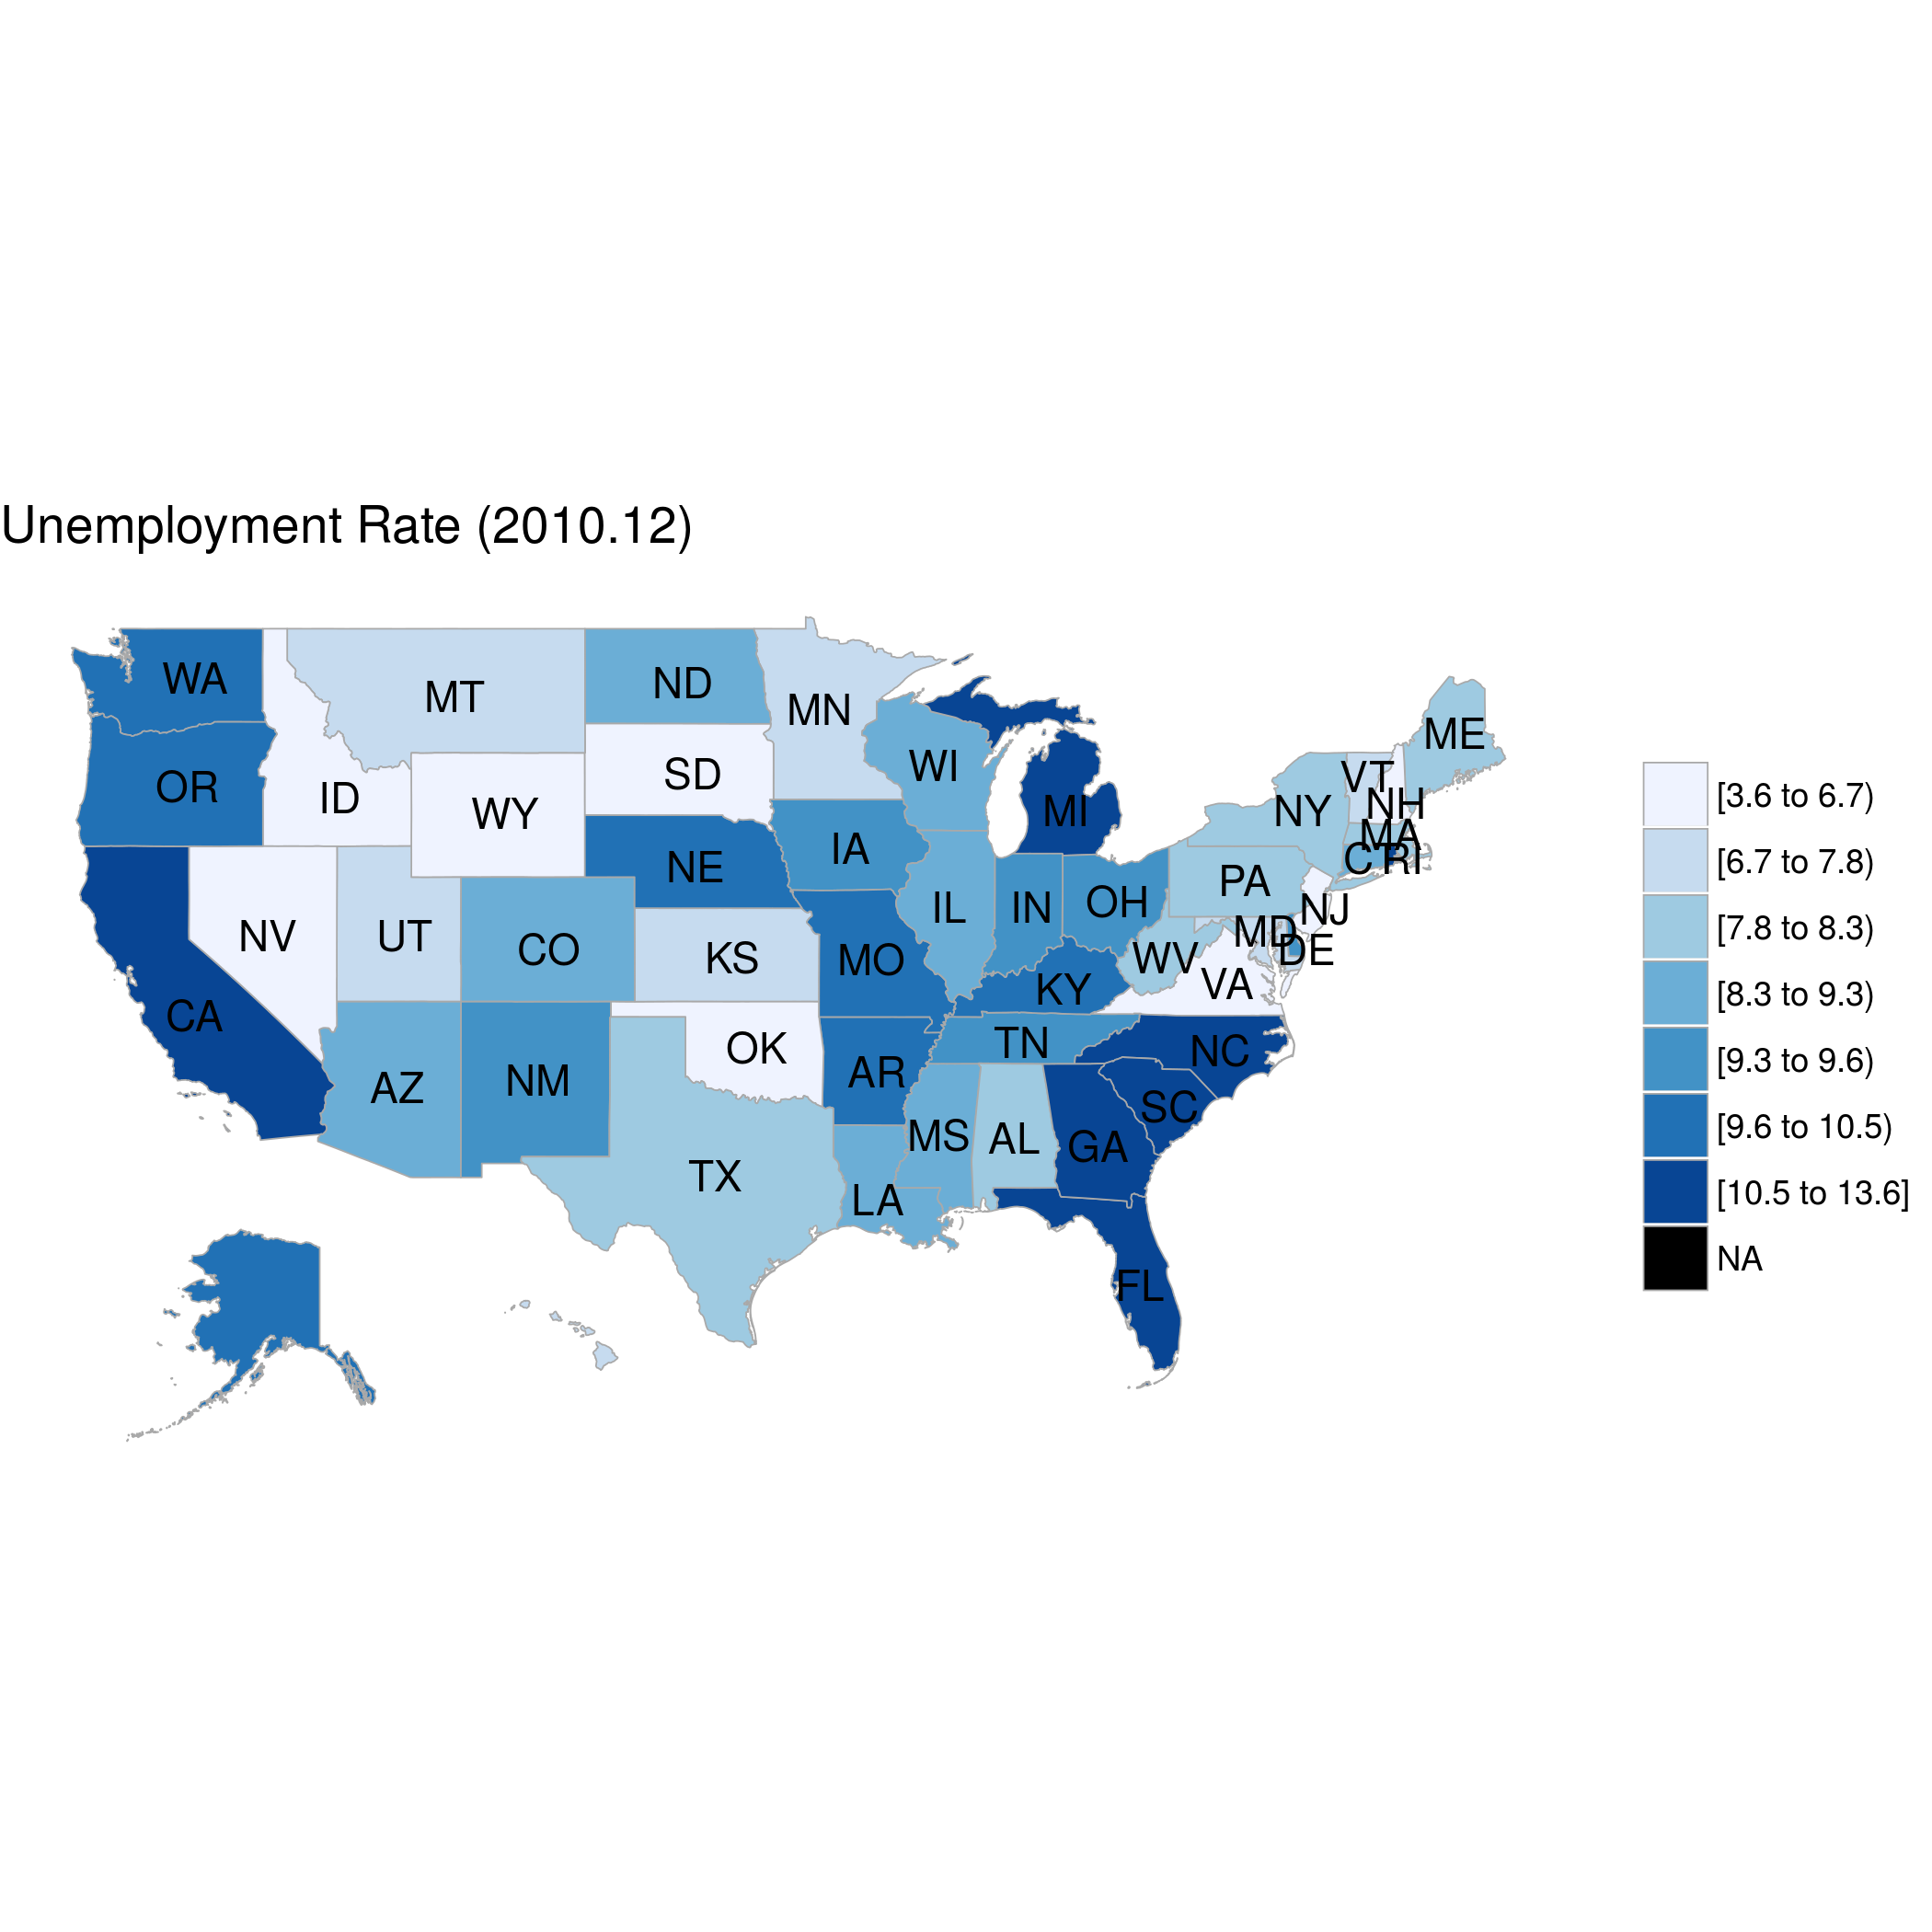 Unemployment Rate (2010.12)
WA
MT
ND
MN
ME
OR
ID
WY
SD
WI
MI
NY
VT
NH
MA
CT
RI
NE
IA
PA
NV
UT
CO
KS
MO
IL
IN
OH
NJ
MD
DE
WV
VA
KY
CA
AZ
NM
OK
AR
TN
NC
SC
TX
LA
MS
AL
GA
FL
[3.6 to 6.7)
[6.7 to 7.8)
[7.8 to 8.3)
[8.3 to 9.3)
[9.3 to 9.6)
[9.6 to 10.5)
[10.5 to 13.6]
NA